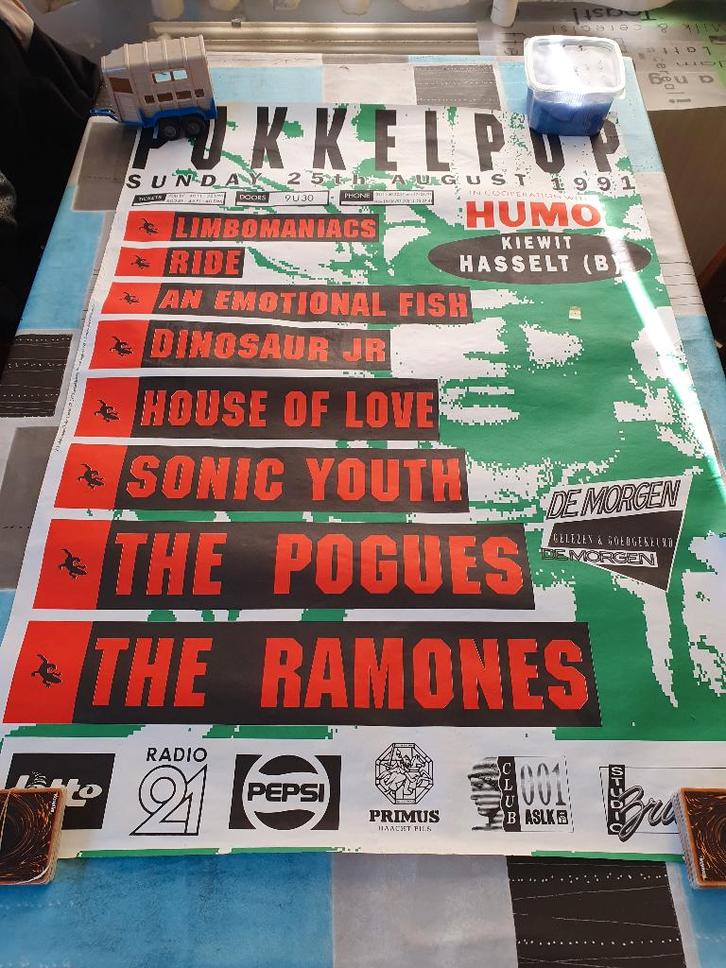 PUKKELPOP
SUNDAY 25th AUGUST 1991
TICKETS
DOORS 9U30
PHONE
IN COOPERATION WITH
HUMO
KIEWIT
HASSELT (B)
LIMBOMANIACS
RIDE
AN EMOTIONAL FISH
DINOSAUR JR
HOUSE OF LOVE
SONIC YOUTH
DE MORGEN
GELEZEN & GOEDGEKEURD
DE MORGEN
THE POGUES
THE RAMONES
Lotto
RADIO
21
PEPSI
PRIMUS
HAACHT PILS
CLUB
001
ASLK
STUDIO
Toast!